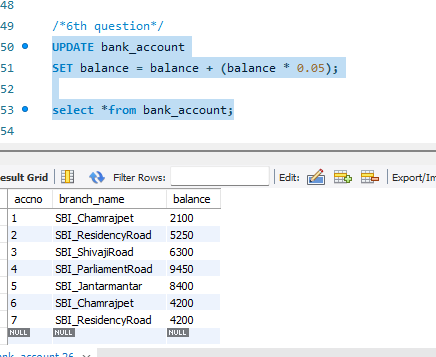 48
49 /*6th question*/
50 UPDATE bank_account
51 SET balance = balance + (balance * 0.05);
52
53 select *from bank_account;
54
esult Grid Filter Rows: Edit: Export/Im
accno branch_name balance
1 SBI_Chamrajpet 2100
2 SBI_ResidencyRoad 5250
3 SBI_ShivajiRoad 6300
4 SBI_ParliamentRoad 9450
5 SBI_Jantarmantar 8400
6 SBI_Chamrajpet 4200
7 SBI_ResidencyRoad 4200
NULL NULL NULL